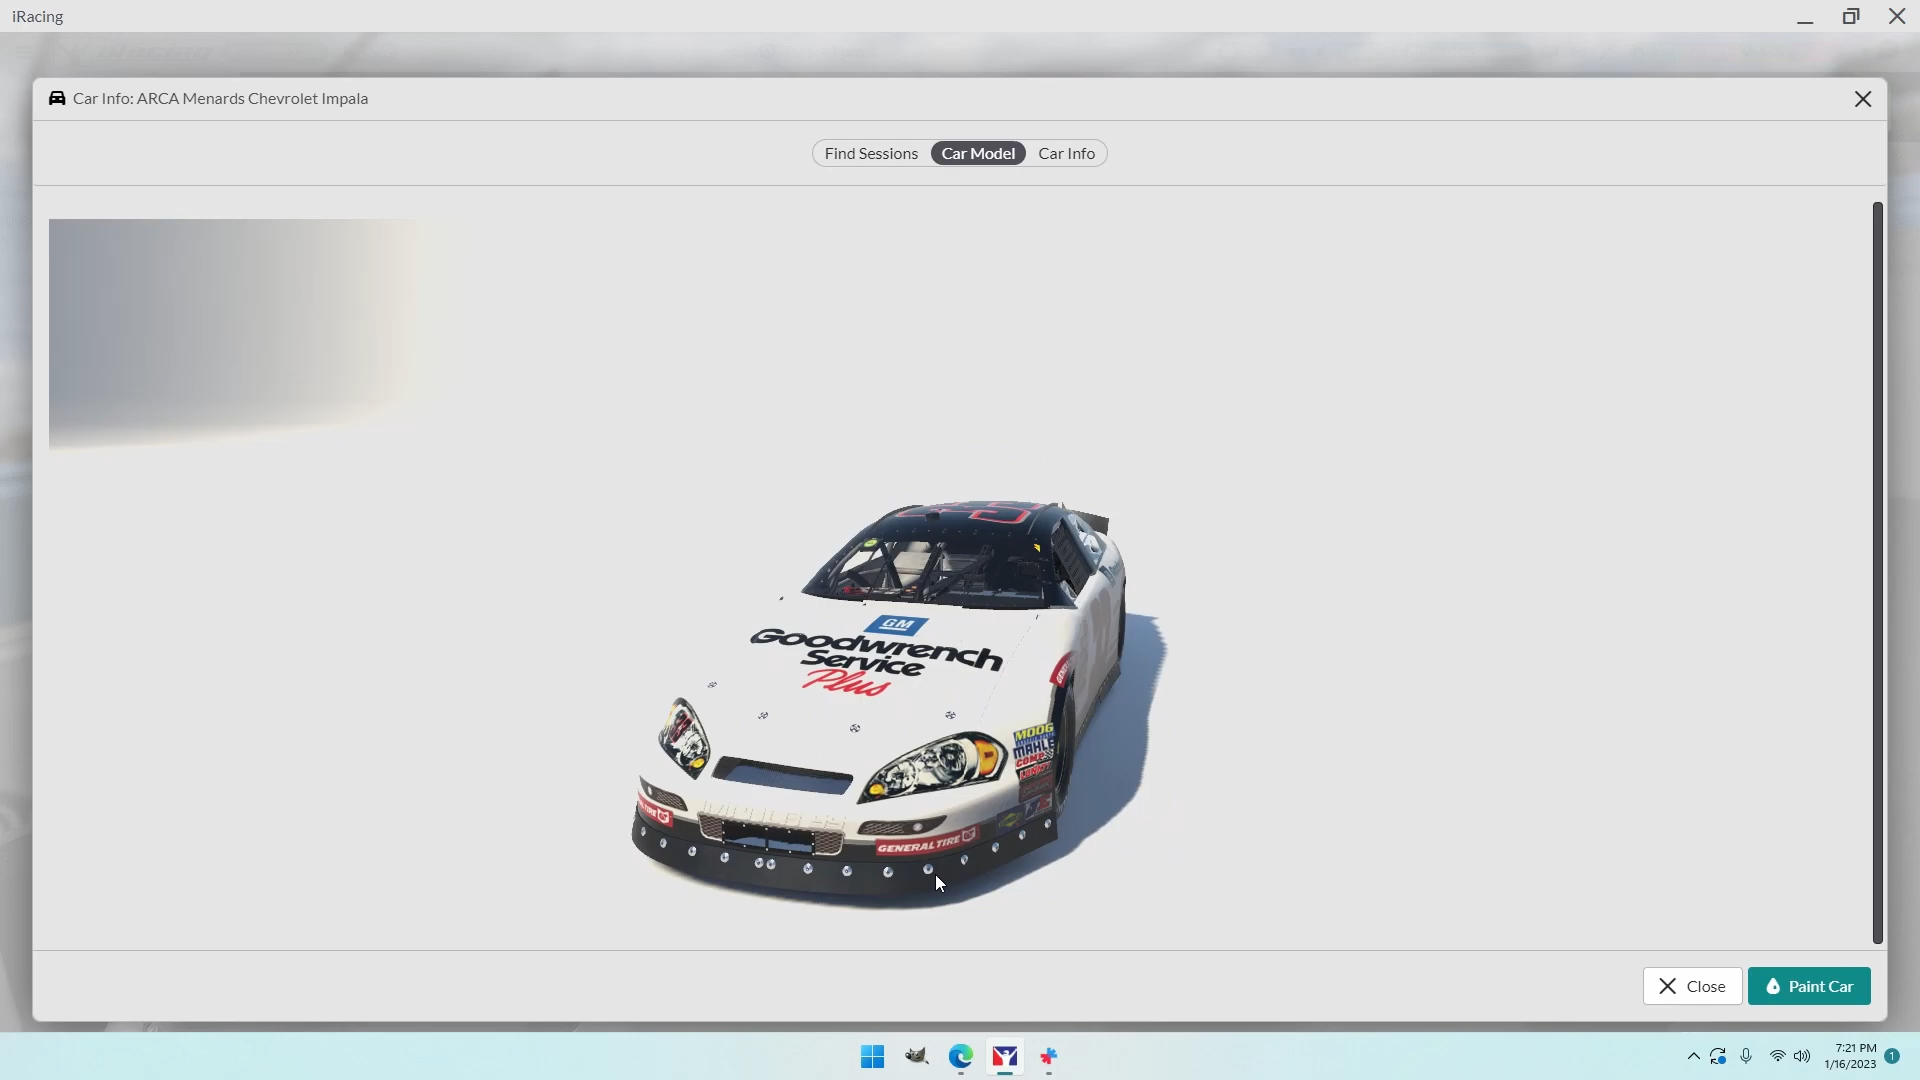 iRacing
Car Info: ARCA Menards Chevrolet Impala
Find Sessions
Car Model
Car Info
GM
Goodwrench
Service
Plus
MOOG
MAHLE
COMP
GENERAL TIRE
Close
Paint Car
7:21 PM
1/16/2023
1